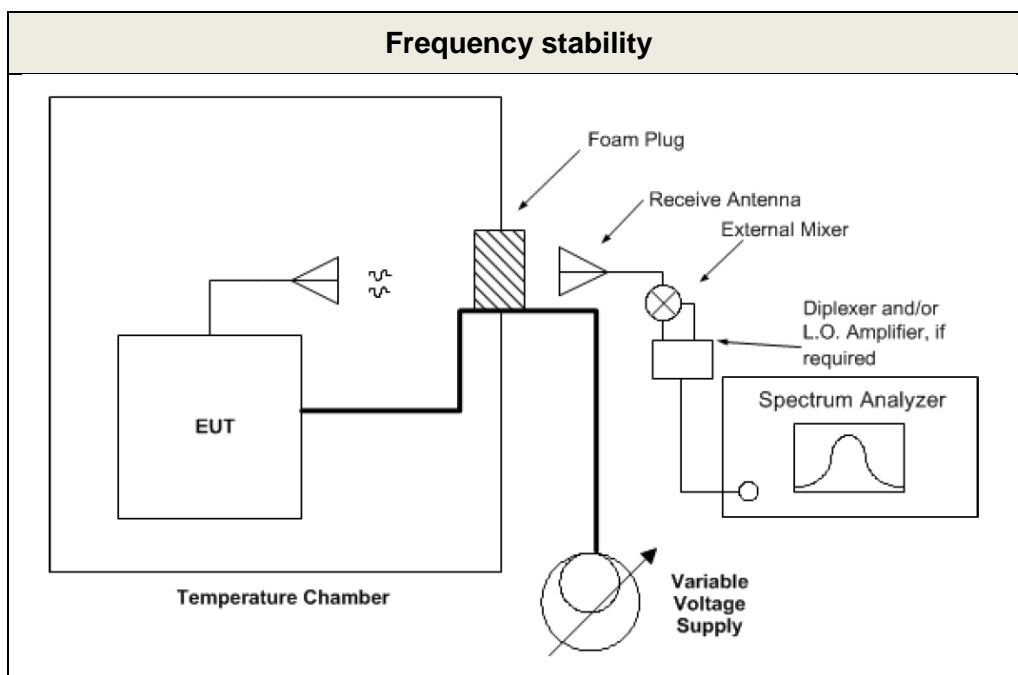 Frequency stability
Foam Plug
Receive Antenna
External Mixer
Diplexer and/or
L.O. Amplifier, if
required
Spectrum Analyzer
EUT
Temperature Chamber
Variable
Voltage
Supply